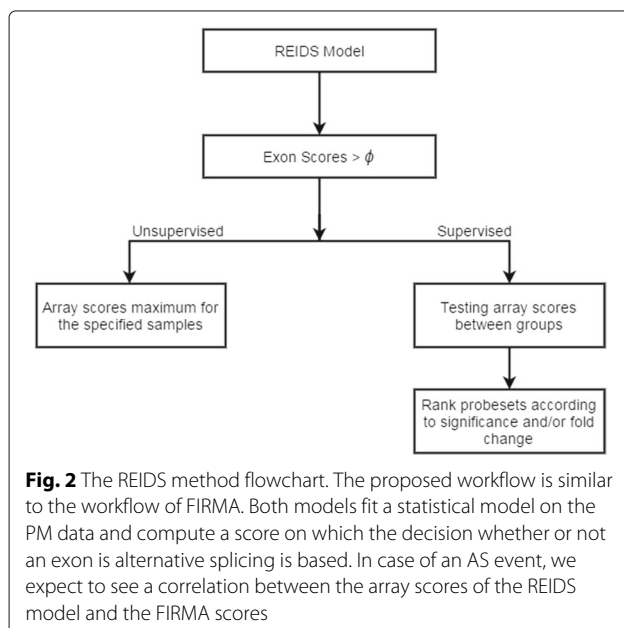 REIDS Model
Exon Scores > ϕ
Unsupervised
Supervised
Array scores maximum for
the specified samples
Testing array scores
between groups
Rank probesets according
to significance and/or fold
change
Fig. 2 The REIDS method flowchart. The proposed workflow is similar
to the workflow of FIRMA. Both models fit a statistical model on the
PM data and compute a score on which the decision whether or not
an exon is alternative splicing is based. In case of an AS event, we
expect to see a correlation between the array scores of the REIDS
model and the FIRMA scores